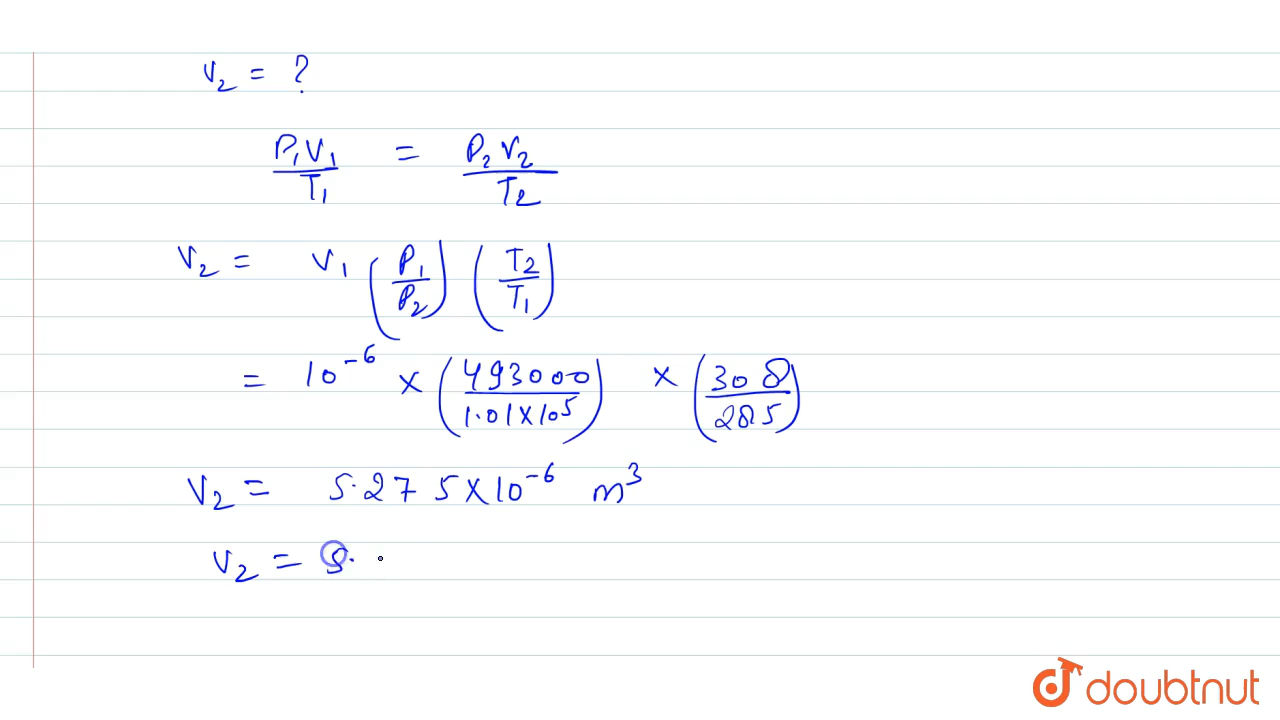 V₂ = ?
P₁V₁/T₁ = P₂V₂/T₂
V₂ = V₁ (P₁/P₂) (T₂/T₁)
= 10⁻⁶ × (493000/1.01×10⁵) × (308/285)
V₂ = 5.275×10⁻⁶ m³
V₂ = 5.
doubtnut